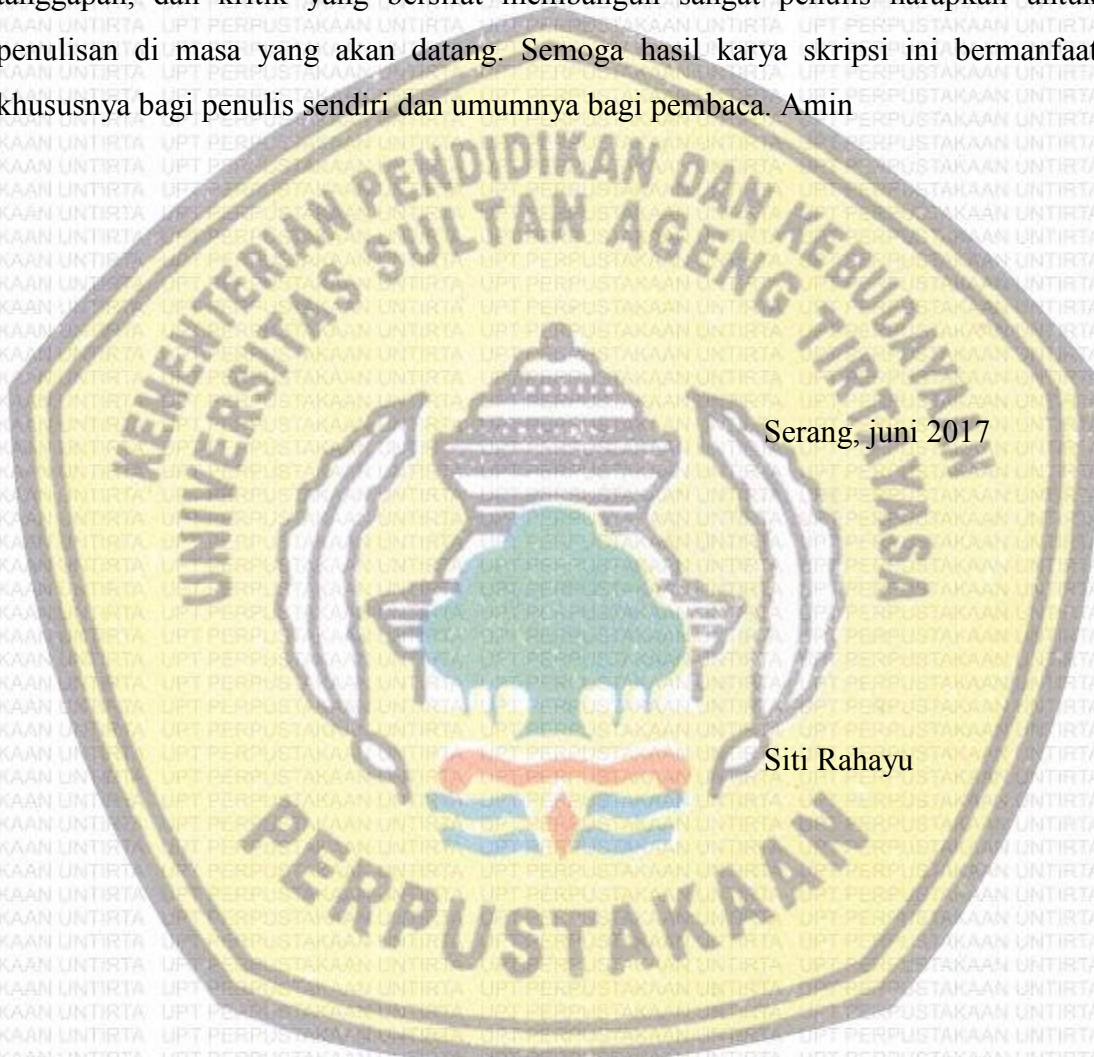 tanggapan, dan kritik yang bersifat membangun sangat penulis harapkan untuk
penulisan di masa yang akan datang. Semoga hasil karya skripsi ini bermanfaat
khususnya bagi penulis sendiri dan umumnya bagi pembaca. Amin
KEMENTERIAN PENDIDIKAN DAN KEBUDAYAAN
UNIVERSITAS SULTAN AGENG TIRTAYASA
Serang, juni 2017
Siti Rahayu
PERPUSTAKAAN